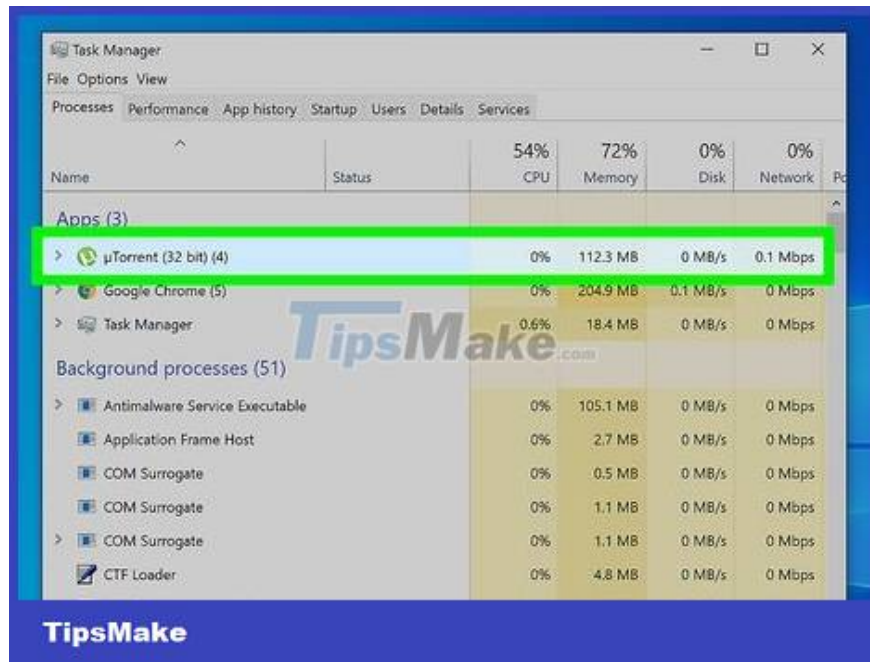 Task Manager
File Options View
Processes Performance App history Startup Users Details Services
54% 72% 0% 0%
Name Status CPU Memory Disk Network Po
Apps (3)
µTorrent (32 bit) (4) 0% 112.3 MB 0 MB/s 0.1 Mbps
Google Chrome (5) 0% 204.9 MB 0.1 MB/s 0 Mbps
Task Manager 0.6% 18.4 MB 0 MB/s 0 Mbps
TipsMake.com
Background processes (51)
Antimalware Service Executable 0% 105.1 MB 0 MB/s 0 Mbps
Application Frame Host 0% 2.7 MB 0 MB/s 0 Mbps
COM Surrogate 0% 0.5 MB 0 MB/s 0 Mbps
COM Surrogate 0% 1.1 MB 0 MB/s 0 Mbps
COM Surrogate 0% 1.1 MB 0 MB/s 0 Mbps
CTF Loader 0% 4.8 MB 0 MB/s 0 Mbps
TipsMake